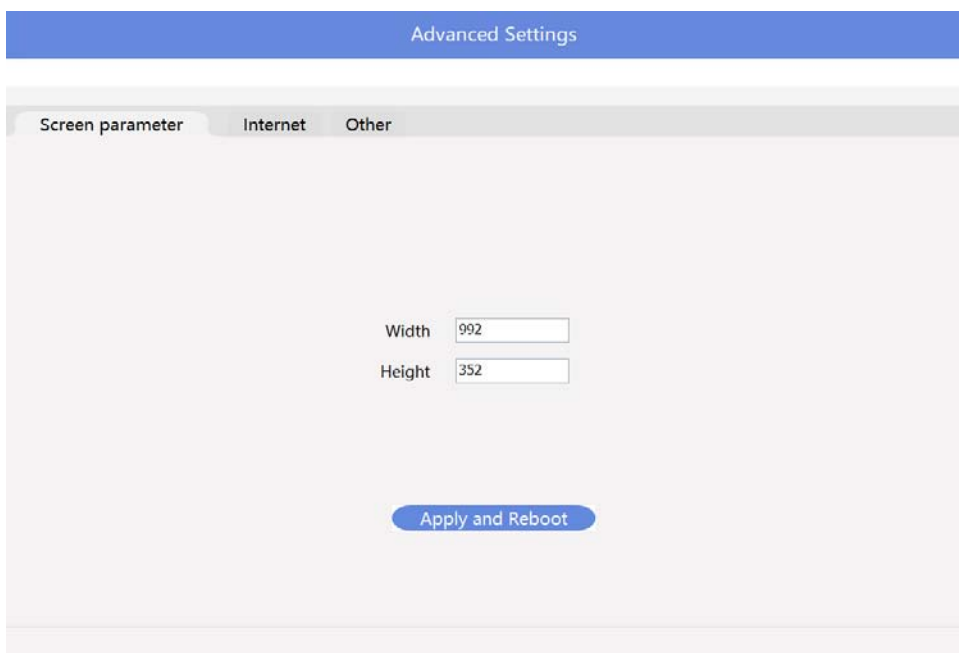 Advanced Settings
Screen parameter Internet Other
Width 992
Height 352
Apply and Reboot